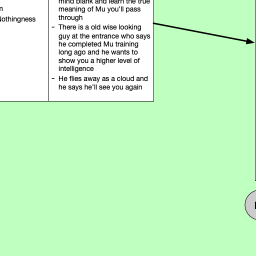 mind blank and learn the true
meaning of Mu you'll pass
through
- There is a old wise looking
guy at the entrance who says
he completed Mu training
long ago and he wants to
show you a higher level of
intelligence
- He flies away as a cloud and
he says he'll see you again
Nothingness